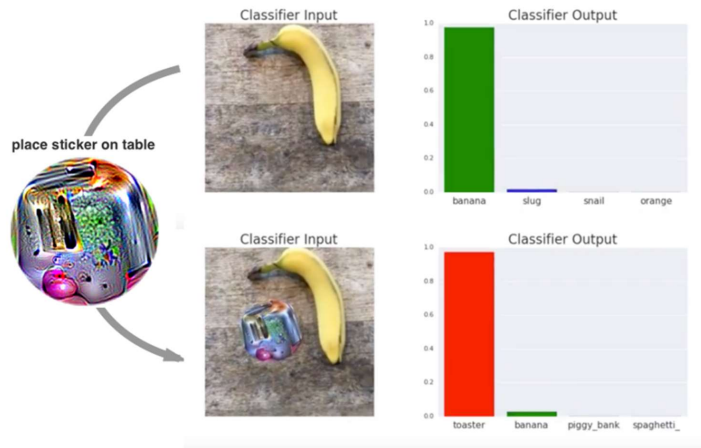 Classifier Input
Classifier Output
1.0
0.8
0.6
0.4
0.2
0.0
banana slug snail orange
place sticker on table
Classifier Input
Classifier Output
1.0
0.8
0.6
0.4
0.2
0.0
toaster banana piggy_bank spaghetti_